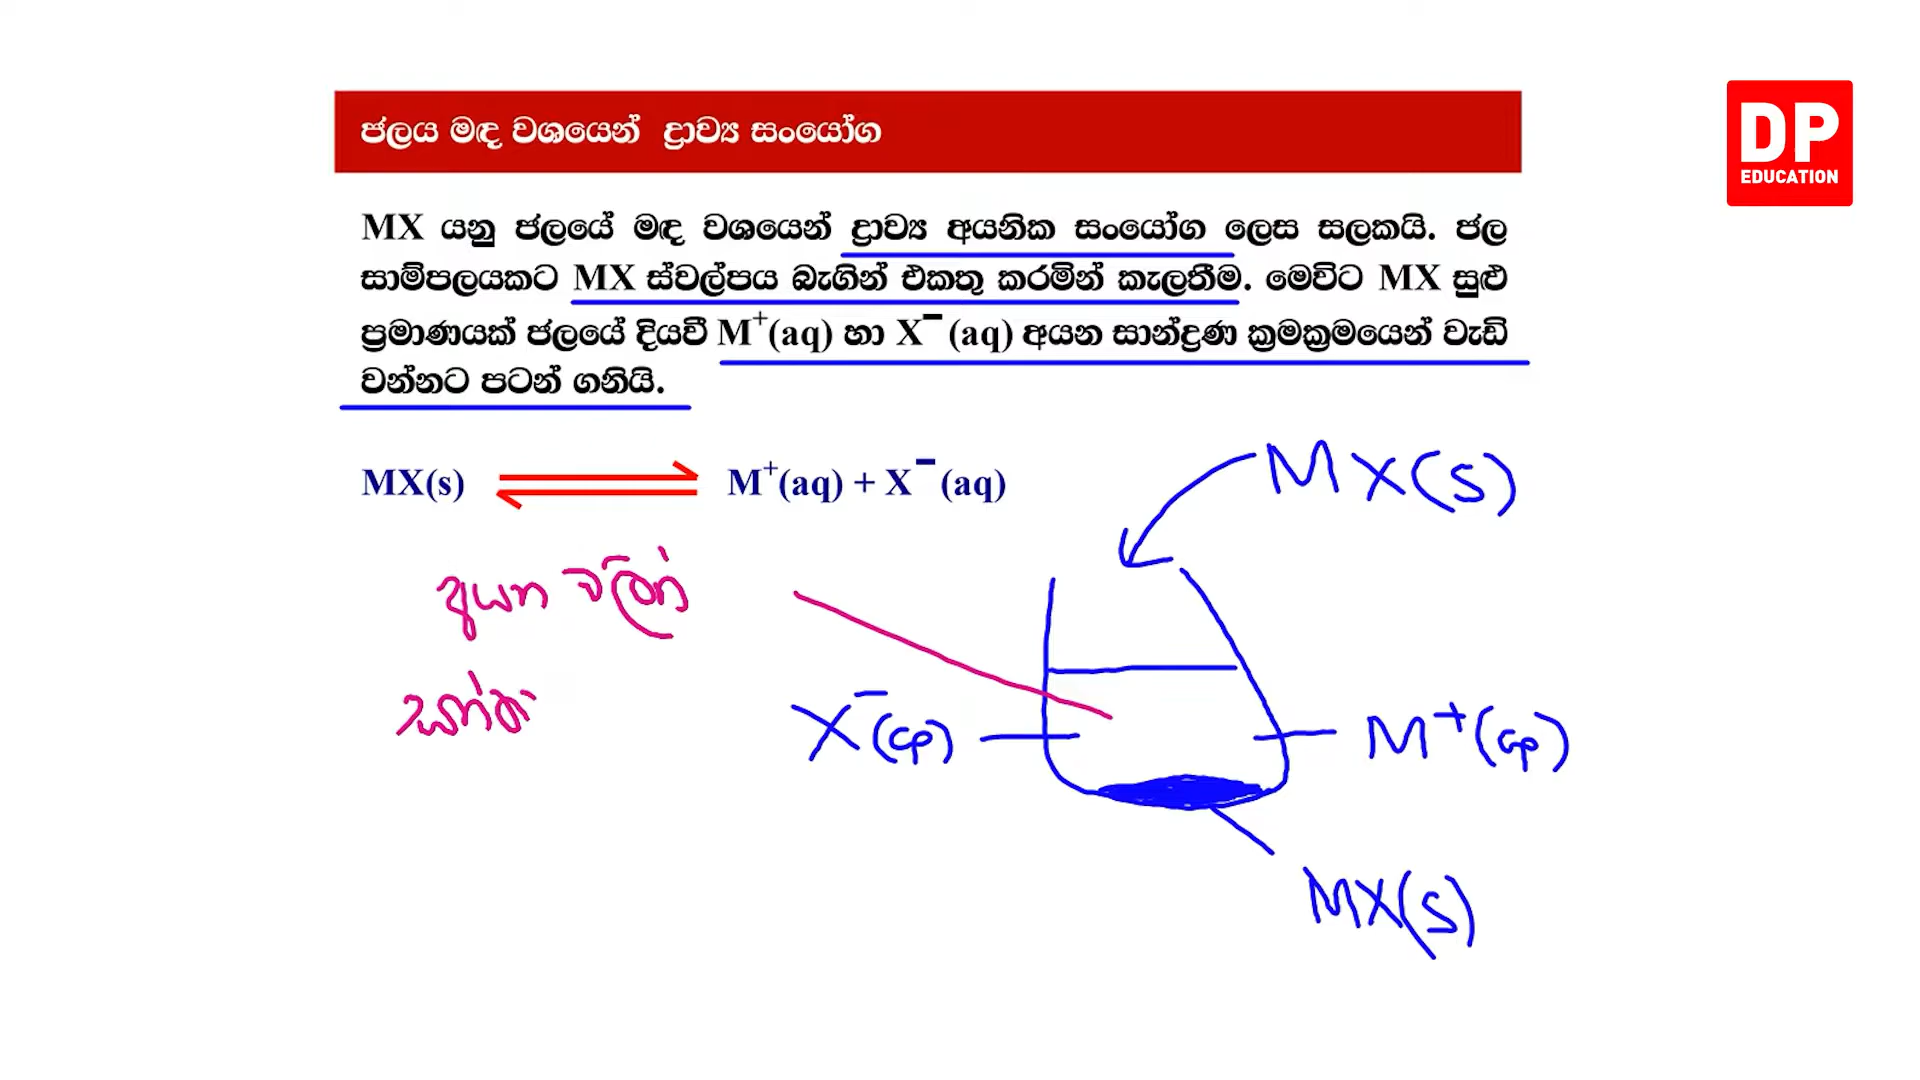 ජලය මඳ වශයෙන් ද්‍රාව්‍ය සංයෝග
DP
EDUCATION
MX යනු ජලයේ මඳ වශයෙන් ද්‍රාව්‍ය අයනික සංයෝග ලෙස සලකයි. ජල
සාම්පලයකට MX ස්වල්පය බැගින් එකතු කරමින් කැලතීම. මෙවිට MX සුළු
ප්‍රමාණයක් ජලයේ දියවී M⁺(aq) හා X⁻(aq) අයන සාන්ද්‍රණ ක්‍රමක්‍රමයෙන් වැඩි
වන්නට පටන් ගනියි.
MX(s) ⇌ M⁺(aq) + X⁻(aq)
MX(s)
අයන වලින්
X⁻(aq)
M⁺(aq)
MX(s)